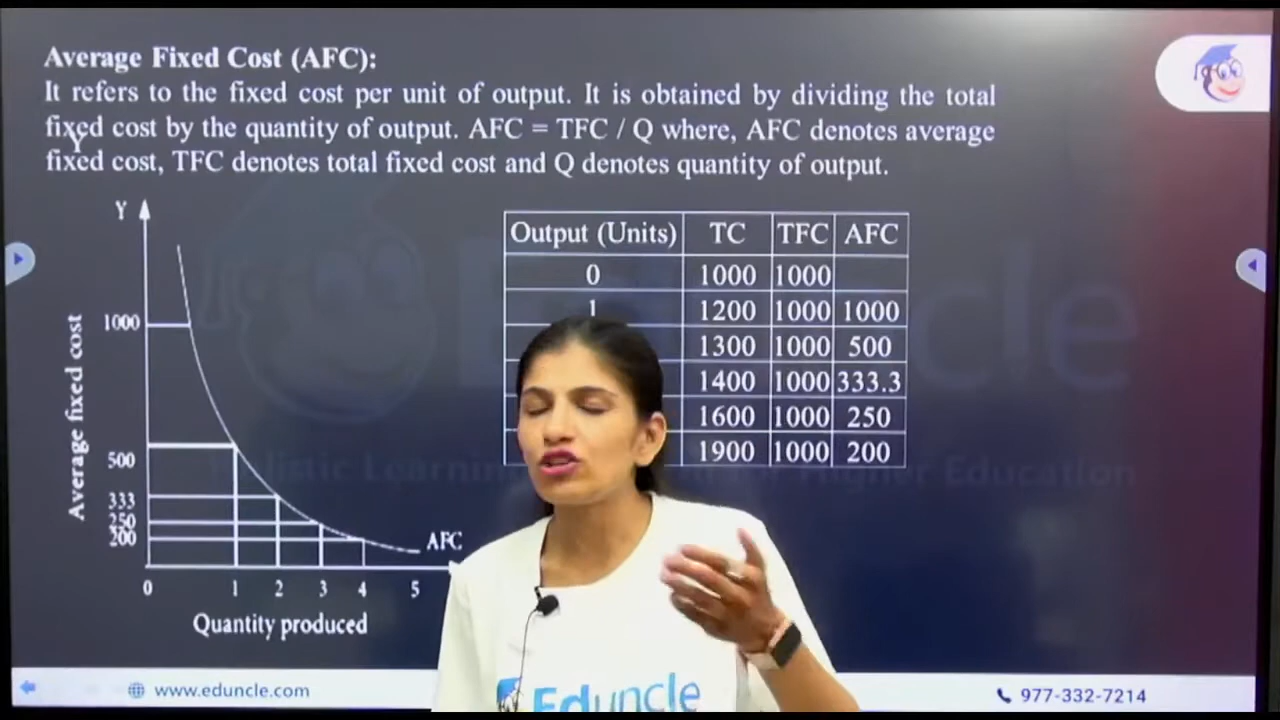 Average Fixed Cost (AFC):
It refers to the fixed cost per unit of output. It is obtained by dividing the total
fixed cost by the quantity of output. AFC = TFC / Q where, AFC denotes average
fixed cost, TFC denotes total fixed cost and Q denotes quantity of output.
Y
Y
1000
500
333
250
200
Average fixed cost
AFC
0 1 2 3 4 5
Quantity produced
Output (Units) TC TFC AFC
0 1000 1000
1 1200 1000 1000
1300 1000 500
1400 1000 333.3
1600 1000 250
1900 1000 200
Higher Education
www.eduncle.com
Eduncle
977-332-7214